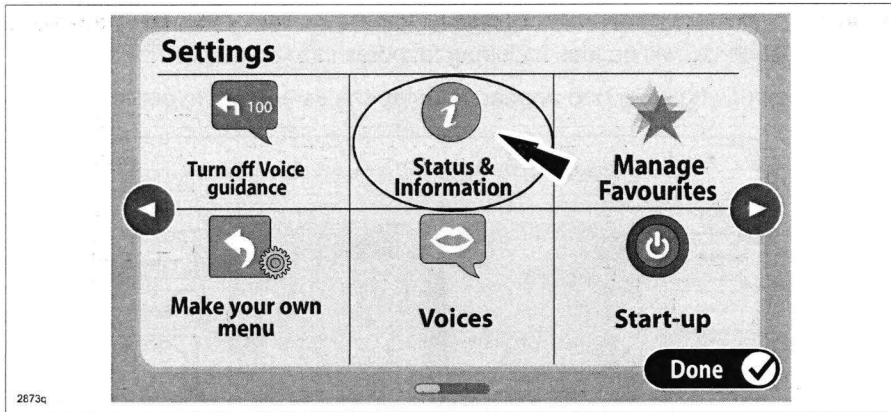 Settings
100
Turn off Voice
guidance
i
Status &
Information
Manage
Favourites
Make your own
menu
Voices
Start-up
Done
2873q